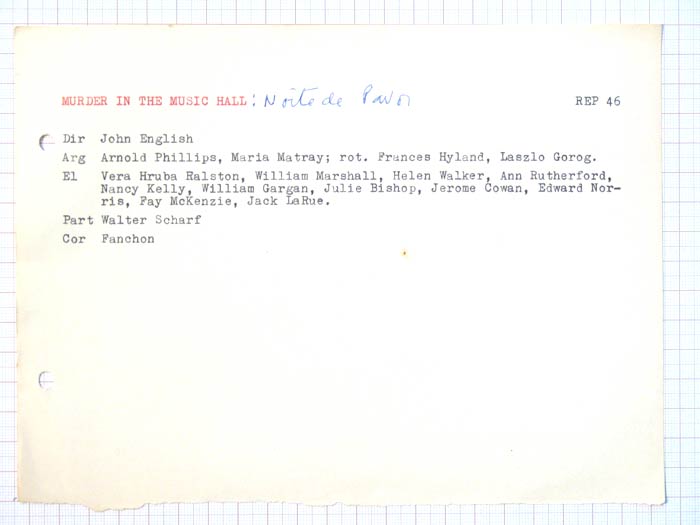 MURDER IN THE MUSIC HALL: Noite de Pavor REP 46
Dir John English
Arg Arnold Phillips, Maria Matray; rot. Frances Hyland, Laszlo Gorog.
El Vera Hruba Ralston, William Marshall, Helen Walker, Ann Rutherford,
Nancy Kelly, William Gargan, Julie Bishop, Jerome Cowan, Edward Nor-
ris, Fay McKenzie, Jack LaRue.
Part Walter Scharf
Cor Fanchon